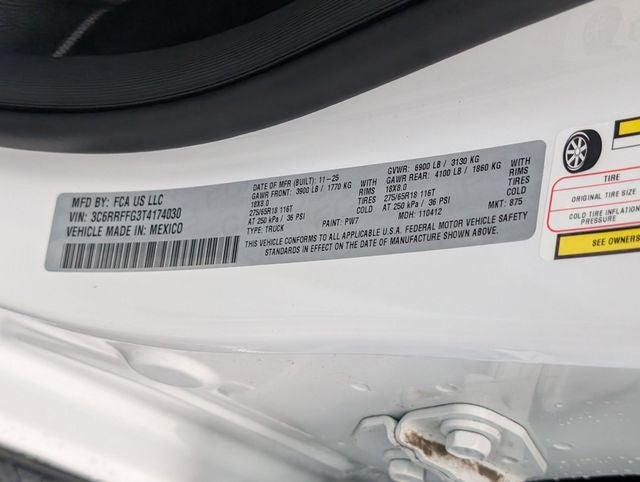 MFD BY: FCA US LLC
VIN: 3C6RRFFG3T4174030
VEHICLE MADE IN: MEXICO
DATE OF MFR (BUILT): 11-25
GAWR FRONT: 3900 LB / 1770 KG WITH
18X8.0 RIMS
275/65R18 116T TIRES
AT 250 kPa / 36 PSI COLD
TYPE: TRUCK PAINT: PW7
GVWR: 6900 LB / 3130 KG
GAWR REAR: 4100 LB / 1860 KG WITH
18X8.0 RIMS
275/65R18 116T TIRES
AT 250 kPa / 36 PSI COLD
MDH: 110412 MKT: 875
THIS VEHICLE CONFORMS TO ALL APPLICABLE U.S.A. FEDERAL MOTOR VEHICLE SAFETY
STANDARDS IN EFFECT ON THE DATE OF MANUFACTURE SHOWN ABOVE.
TIRE
ORIGINAL TIRE SIZE
COLD TIRE INFLATION
PRESSURE
SEE OWNERS